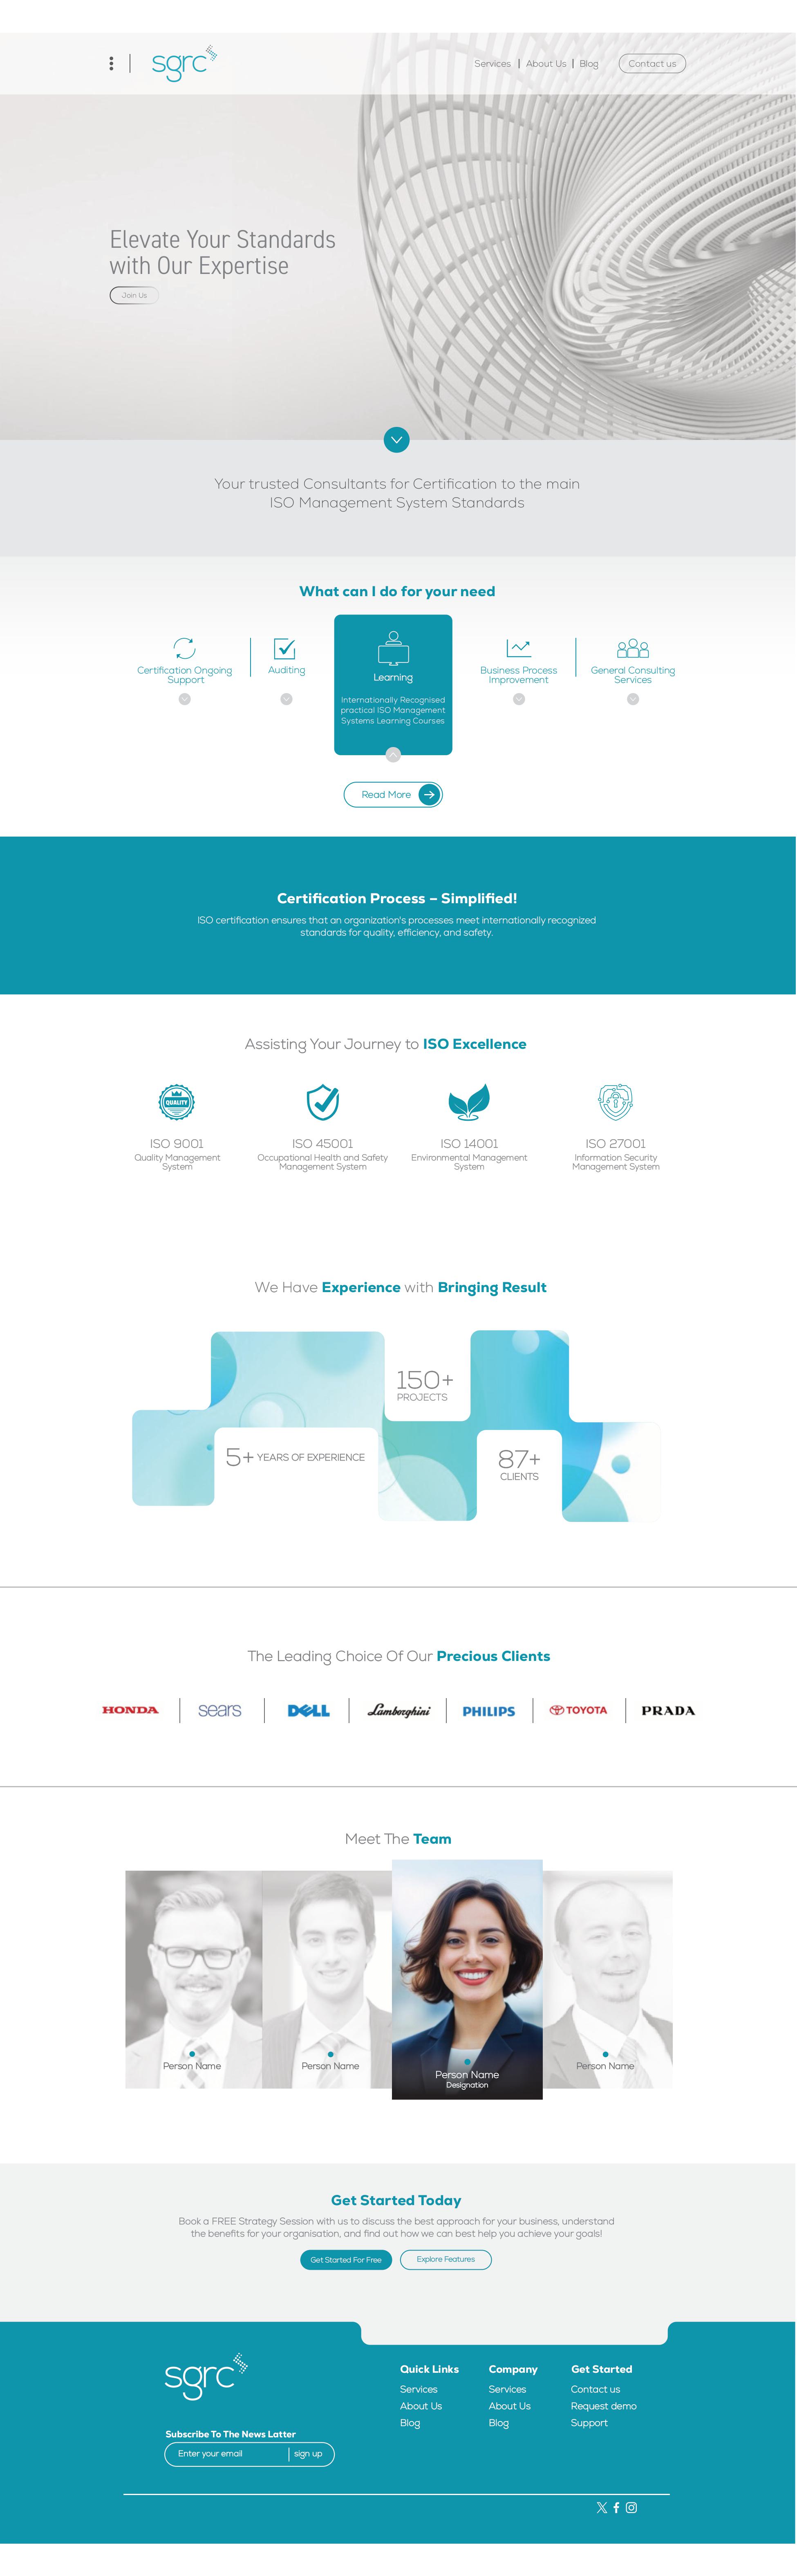 sgrc
Services | About Us | Blog
Contact us
Elevate Your Standards
with Our Expertise
Join Us
Your trusted Consultants for Certification to the main
ISO Management System Standards
What can I do for your need
Certification Ongoing
Support
Auditing
Learning
Internationally Recognised
practical ISO Management
Systems Learning Courses
Business Process
Improvement
General Consulting
Services
Read More
Certification Process – Simplified!
ISO certification ensures that an organization's processes meet internationally recognized
standards for quality, efficiency, and safety.
Assisting Your Journey to ISO Excellence
QUALITY
ISO 9001
Quality Management
System
ISO 45001
Occupational Health and Safety
Management System
ISO 14001
Environmental Management
System
ISO 27001
Information Security
Management System
We Have Experience with Bringing Result
150+
PROJECTS
5+ YEARS OF EXPERIENCE
87+
CLIENTS
The Leading Choice Of Our Precious Clients
HONDA
sears
DELL
Lamborghini
PHILIPS
TOYOTA
PRADA
Meet The Team
Person Name
Person Name
Person Name
Designation
Person Name
Get Started Today
Book a FREE Strategy Session with us to discuss the best approach for your business, understand
the benefits for your organisation, and find out how we can best help you achieve your goals!
Get Started For Free
Explore Features
sgrc
Subscribe To The News Latter
Enter your email | sign up
Quick Links
Services
About Us
Blog
Company
Services
About Us
Blog
Get Started
Contact us
Request demo
Support